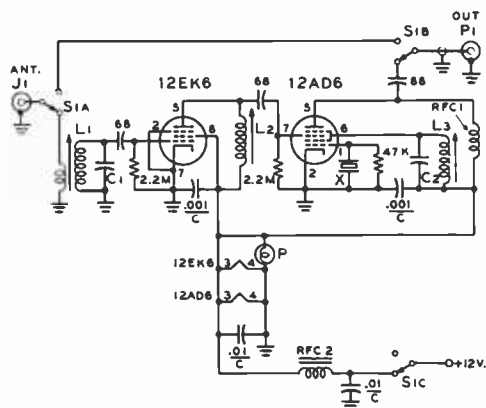 S1B
OUT
P1
ANT.
J1
12EK6
68
12AD6
68
S1A
5
5
RFC1
L1
68
2
6
L2
7
6
L3
C1
2.2M
7
2.2M
2
1
X
47K
C2
.001
C
.001
C
P
12EK6 3 4
12AD6 3 4
.01
C
RFC 2
.01
C
S1C
+12V.